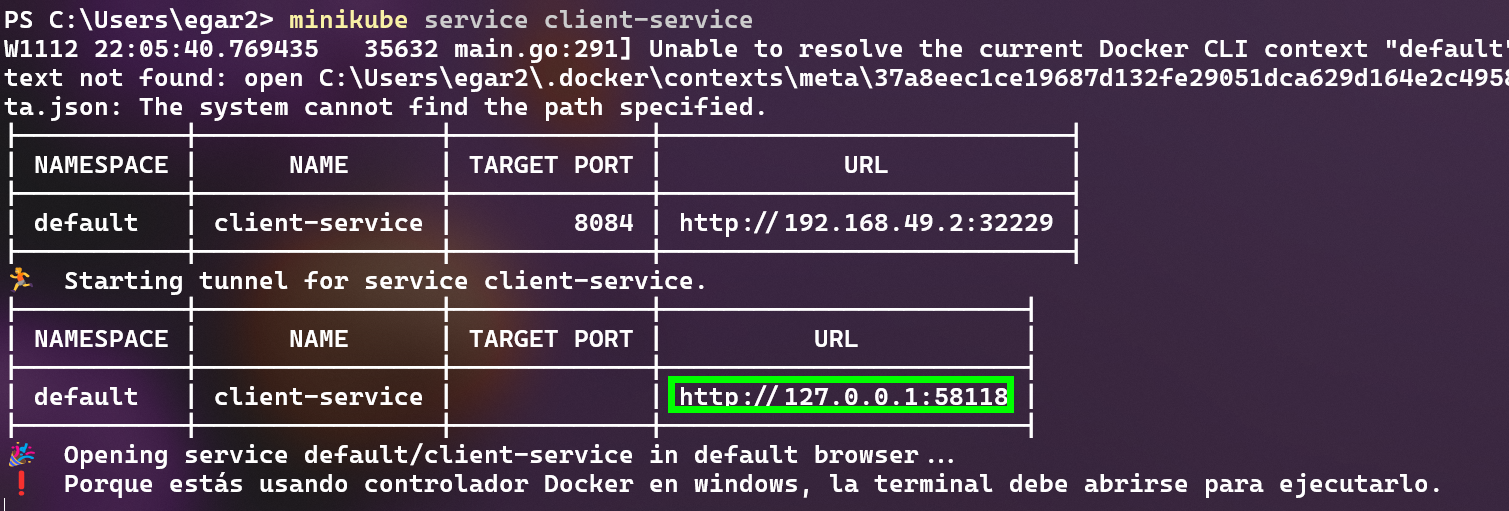 PS C:\Users\egar2> minikube service client-service
W1112 22:05:40.769435   35632 main.go:291] Unable to resolve the current Docker CLI context "default"
text not found: open C:\Users\egar2\.docker\contexts\meta\37a8eec1ce19687d132fe29051dca629d164e2c4958
ta.json: The system cannot find the path specified.
NAMESPACE | NAME | TARGET PORT | URL
default | client-service | 8084 | http://192.168.49.2:32229
Starting tunnel for service client-service.
NAMESPACE | NAME | TARGET PORT | URL
default | client-service | | http://127.0.0.1:58118
Opening service default/client-service in default browser...
Porque estás usando controlador Docker en windows, la terminal debe abrirse para ejecutarlo.